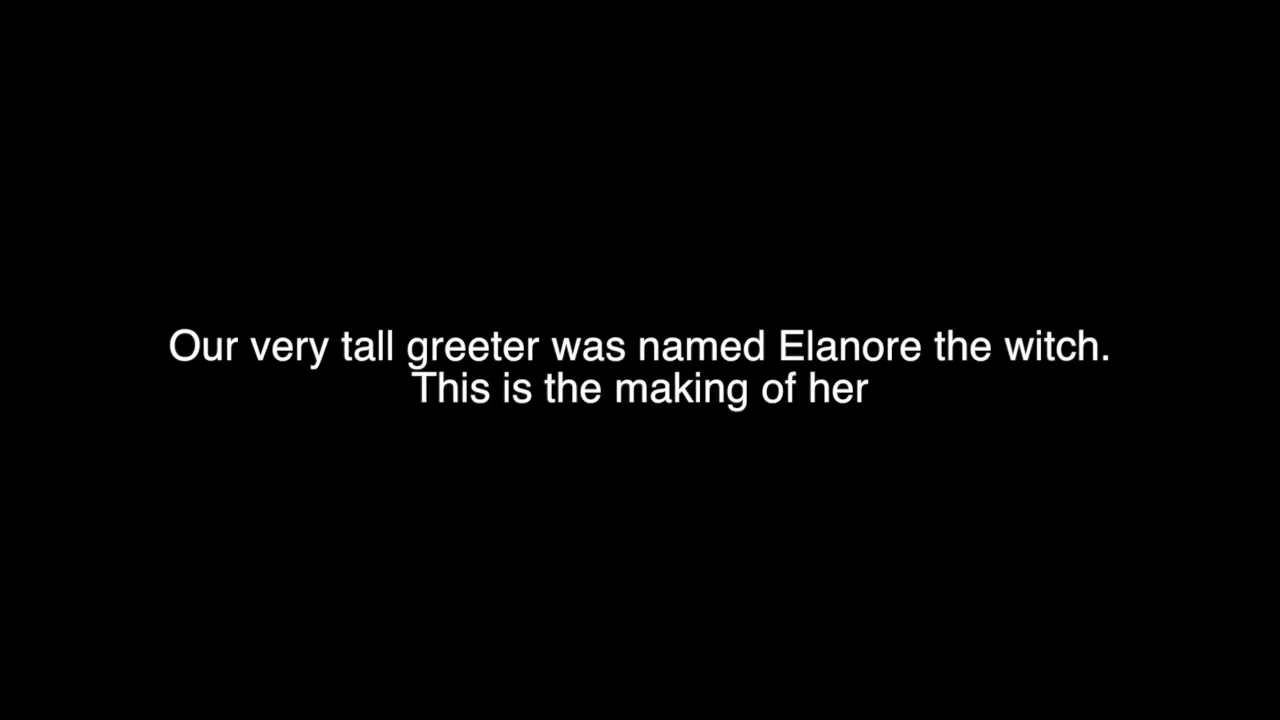 Our very tall greeter was named Elanore the witch.
This is the making of her